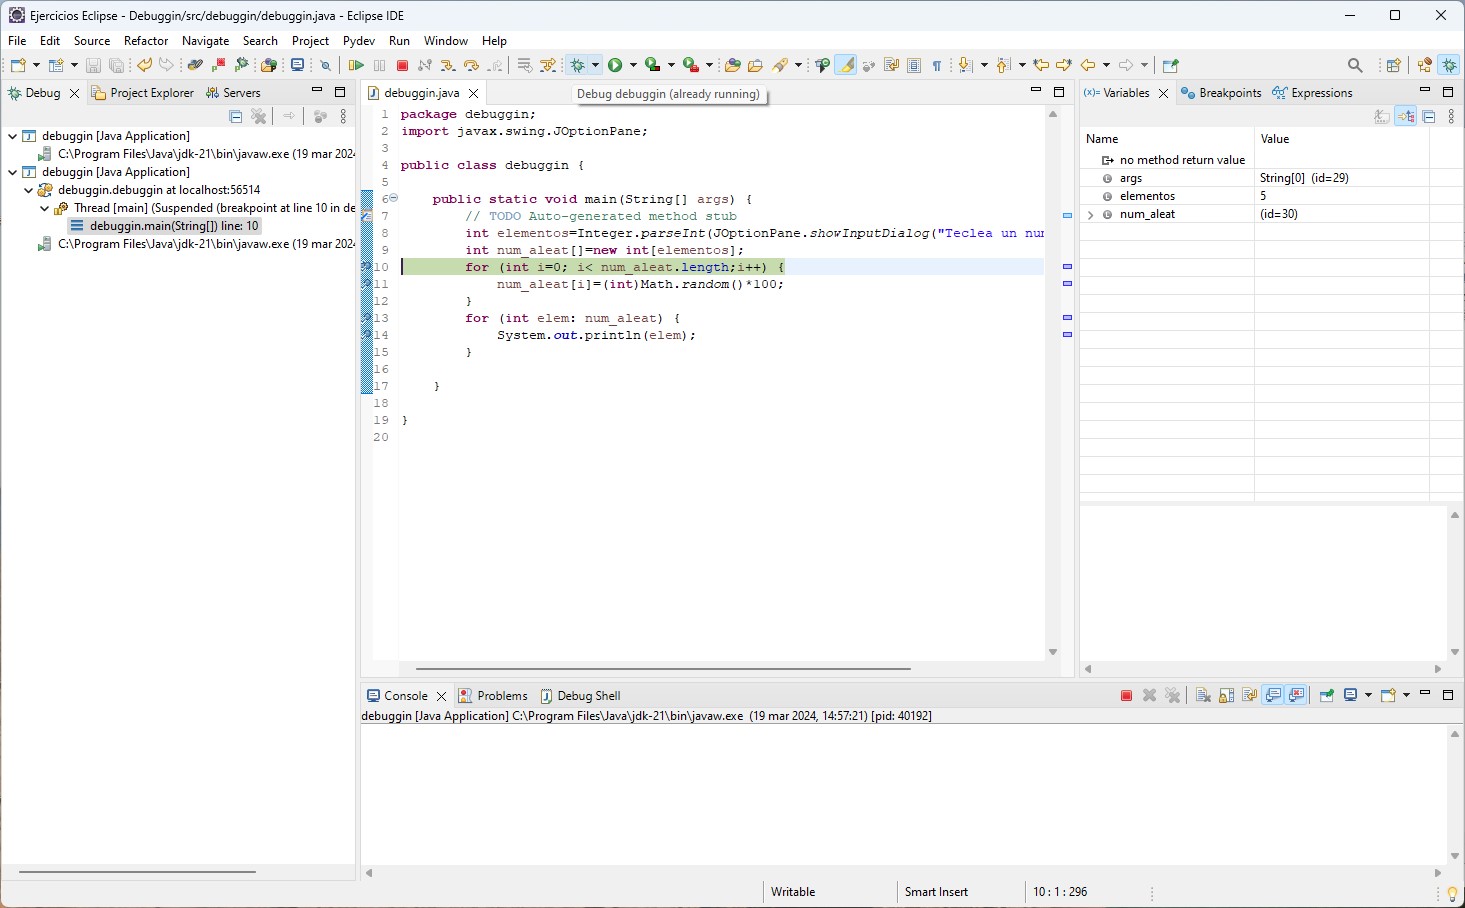 Ejercicios Eclipse - Debuggin/src/debuggin/debuggin.java - Eclipse IDE
File Edit Source Refactor Navigate Search Project Pydev Run Window Help
Debug Project Explorer Servers
debuggin [Java Application]
C:\Program Files\Java\jdk-21\bin\javaw.exe (19 mar 2024
debuggin [Java Application]
debuggin.debuggin at localhost:56514
Thread [main] (Suspended (breakpoint at line 10 in de
debuggin.main(String[]) line: 10
C:\Program Files\Java\jdk-21\bin\javaw.exe (19 mar 2024
debuggin.java
Debug debuggin (already running)
1 package debuggin;
2 import javax.swing.JOptionPane;
3
4 public class debuggin {
5
6 public static void main(String[] args) {
7 // TODO Auto-generated method stub
8 int elementos=Integer.parseInt(JOptionPane.showInputDialog("Teclea un nu
9 int num_aleat[]=new int[elementos];
10 for (int i=0; i< num_aleat.length;i++) {
11 num_aleat[i]=(int)Math.random()*100;
12 }
13 for (int elem: num_aleat) {
14 System.out.println(elem);
15 }
16
17 }
18
19 }
20
(x)= Variables Breakpoints Expressions
Name Value
no method return value
args String[0] (id=29)
elementos 5
num_aleat (id=30)
Console Problems Debug Shell
debuggin [Java Application] C:\Program Files\Java\jdk-21\bin\javaw.exe (19 mar 2024, 14:57:21) [pid: 40192]
Writable Smart Insert 10 : 1 : 296